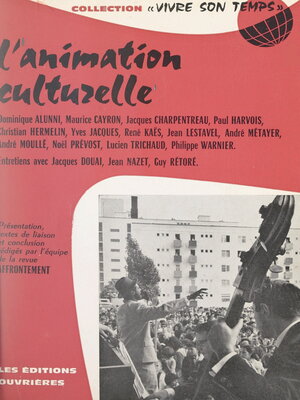 COLLECTION «VIVRE SON TEMPS»
l'animation
culturelle
Dominique ALUNNI, Maurice CAYRON, Jacques CHARPENTREAU, Paul HARVOIS,
Christian HERMELIN, Yves JACQUES, René KAËS, Jean LESTAVEL, André MÉTAYER,
André MOULLÉ, Noël PRÉVOST, Lucien TRICHAUD, Philippe WARNIER.
Entretiens avec Jacques DOUAI, Jean NAZET, Guy RÉTORÉ.
Présentation,
textes de liaison
et conclusion
rédigés par l'équipe
de la revue
AFFRONTEMENT
LES ÉDITIONS
OUVRIÈRES